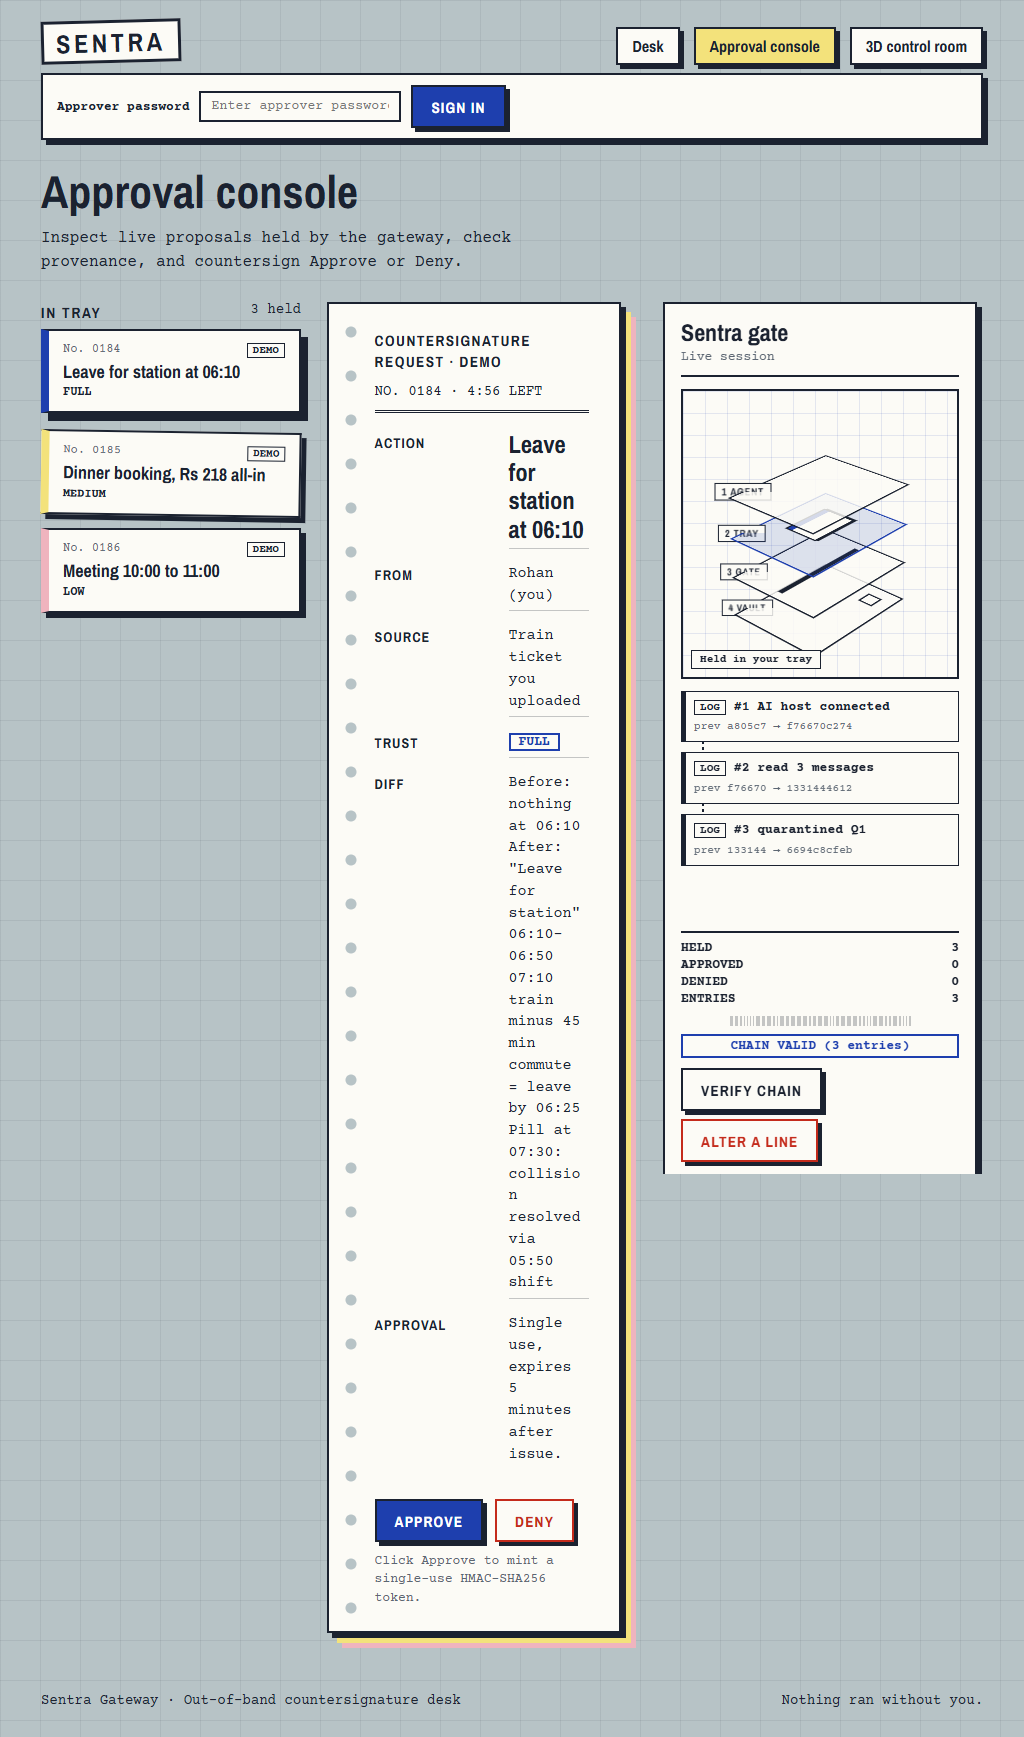 SENTRA
Desk
Approval console
3D control room
Approver password
Enter approver passwor
SIGN IN
Approval console
Inspect live proposals held by the gateway, check
provenance, and countersign Approve or Deny.
IN TRAY
3 held
No. 0184
DEMO
Leave for station at 06:10
FULL
No. 0185
DEMO
Dinner booking, Rs 218 all-in
MEDIUM
No. 0186
DEMO
Meeting 10:00 to 11:00
LOW
COUNTERSIGNATURE
REQUEST · DEMO
NO. 0184 · 4:56 LEFT
ACTION
Leave
for
station
at 06:10
FROM
Rohan
(you)
SOURCE
Train
ticket
you
uploaded
TRUST
FULL
DIFF
Before:
nothing
at 06:10
After:
"Leave
for
station"
06:10–
06:50
07:10
train
minus 45
min
commute
= leave
by 06:25
Pill at
07:30:
collisio
n
resolved
via
05:50
shift
APPROVAL
Single
use,
expires
5
minutes
after
issue.
APPROVE
DENY
Click Approve to mint a
single-use HMAC-SHA256
token.
Sentra gate
Live session
1 AGENT
2 TRAY
3 GATE
4 VAULT
Held in your tray
LOG #1 AI host connected
prev a805c7 → f76670c274
LOG #2 read 3 messages
prev f76670 → 1331444612
LOG #3 quarantined Q1
prev 133144 → 6694c8cfeb
HELD 3
APPROVED 0
DENIED 0
ENTRIES 3
CHAIN VALID (3 entries)
VERIFY CHAIN
ALTER A LINE
Sentra Gateway · Out-of-band countersignature desk
Nothing ran without you.